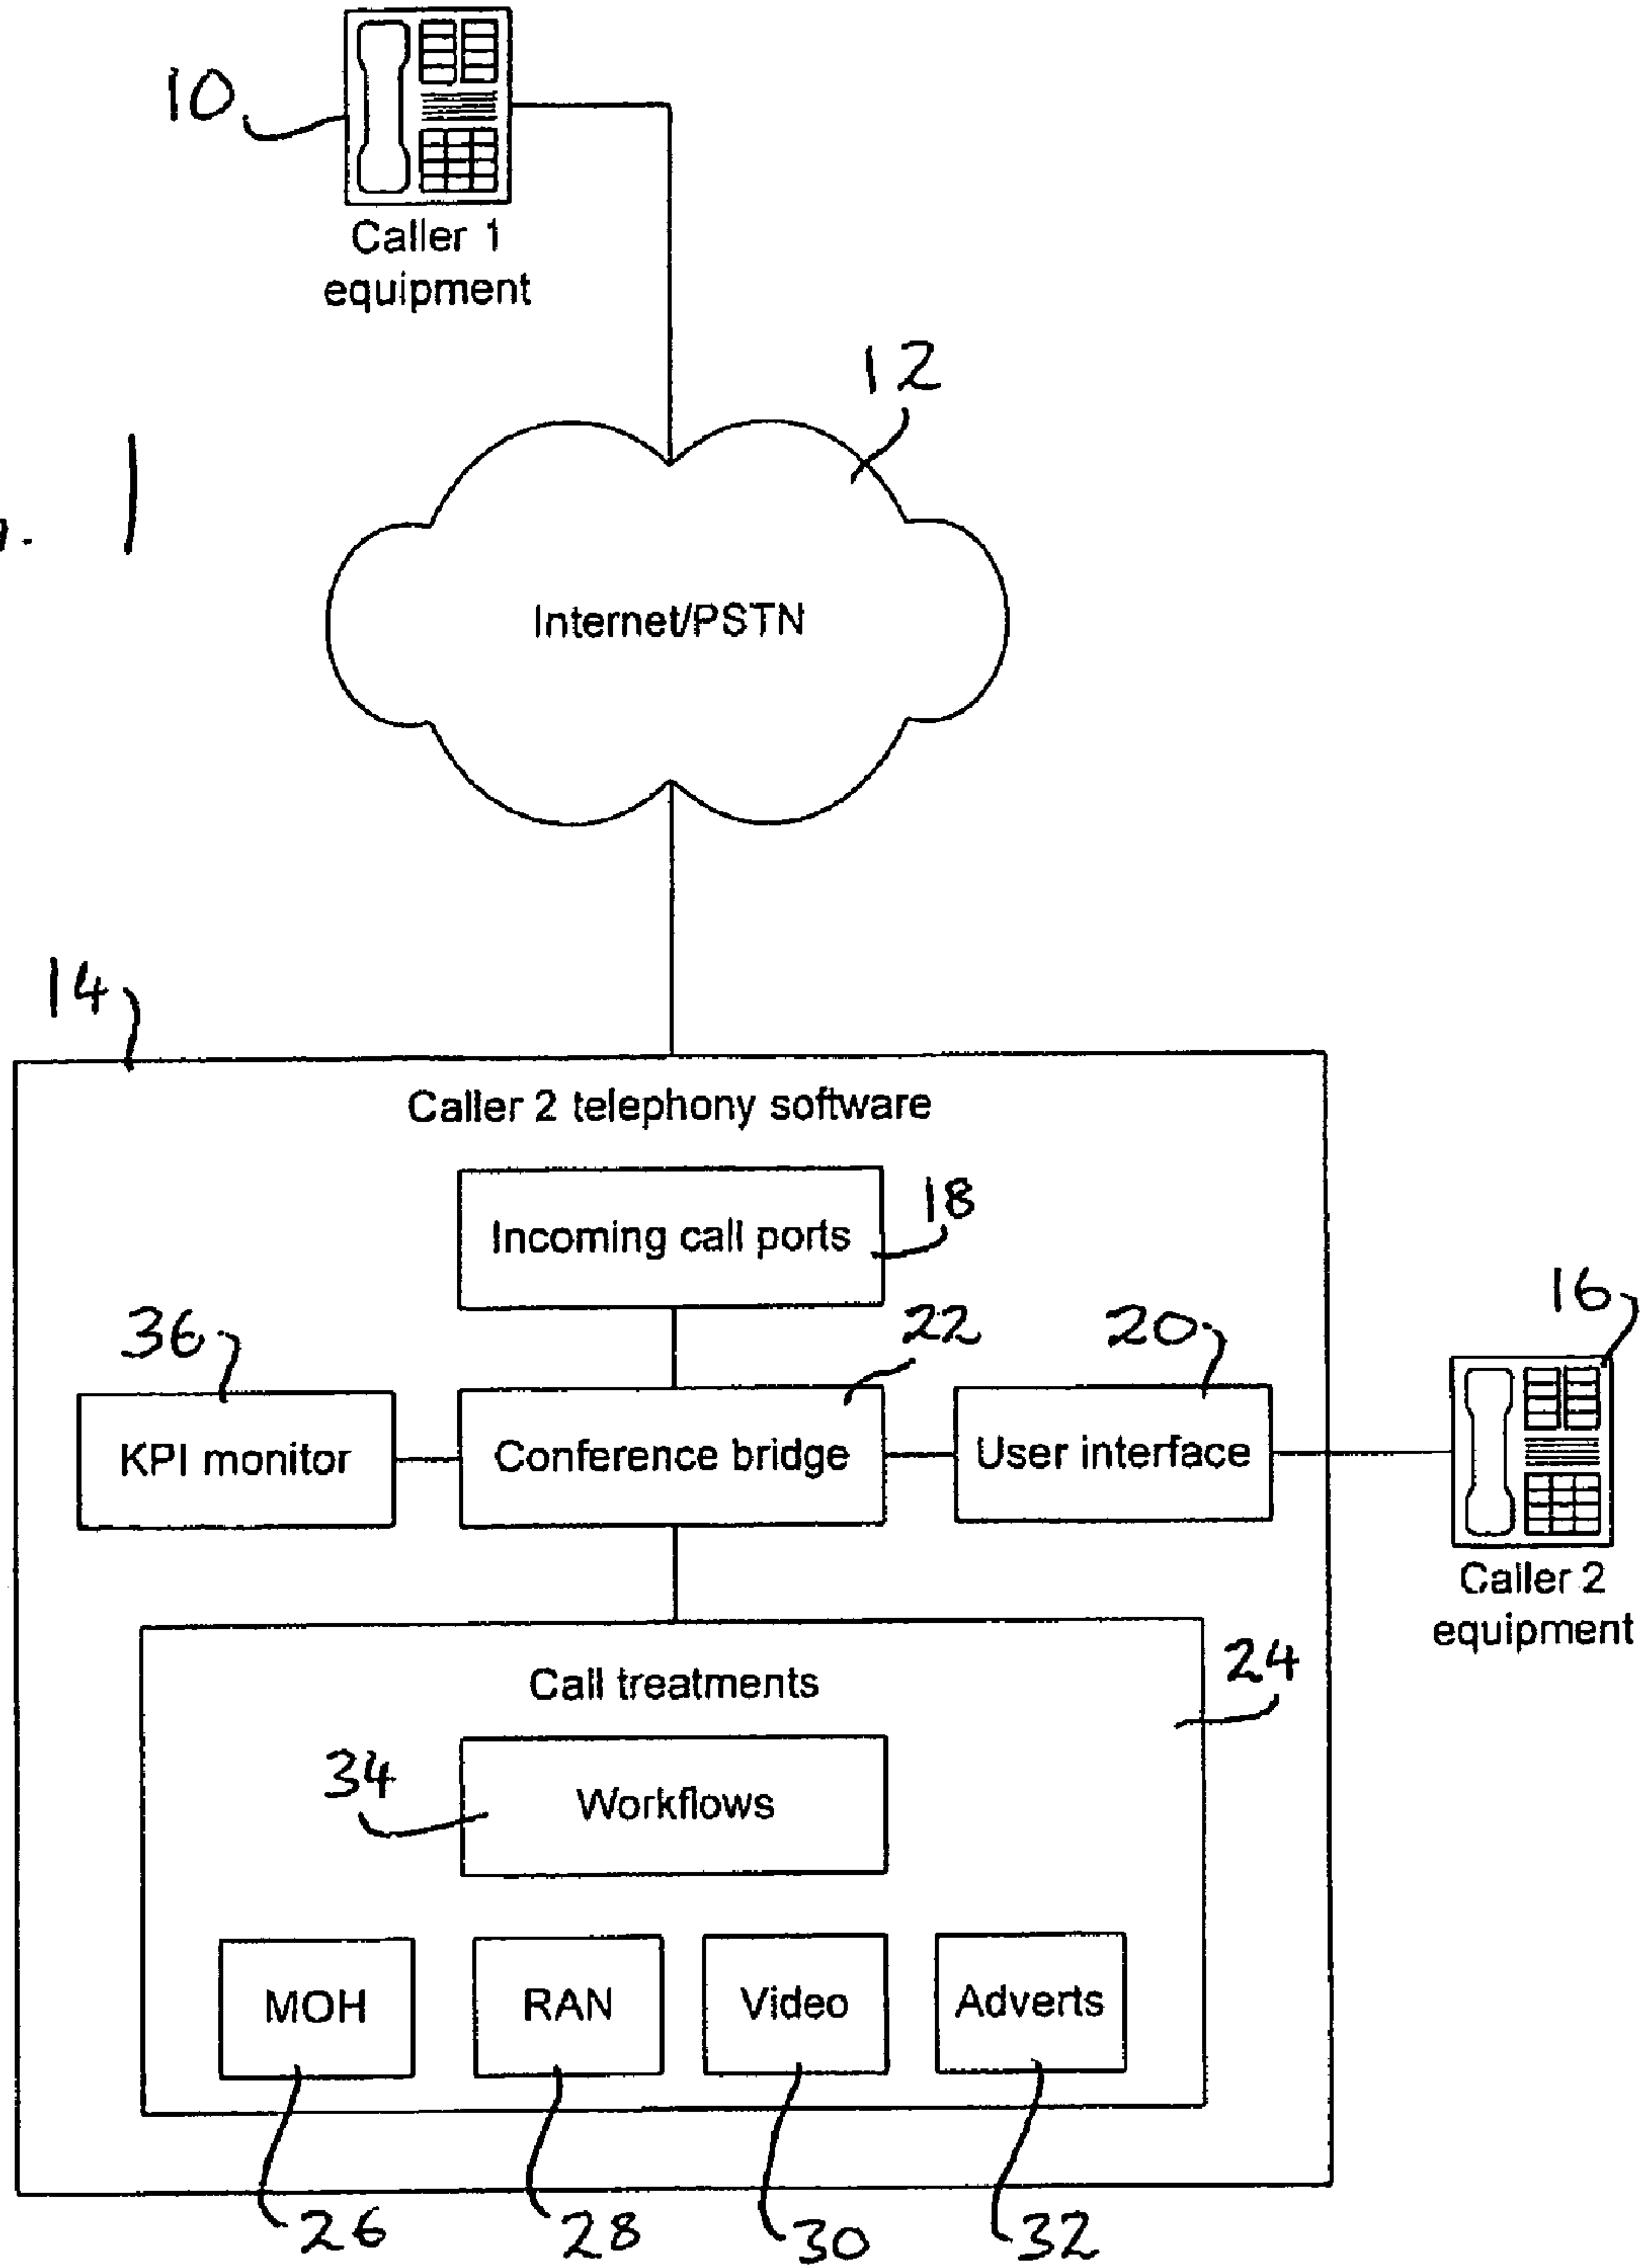 10
Caller 1
equipment
12
1
Internet/PSTN
14
Caller 2 telephony software
Incoming call ports
18
36
22
20
16
KPI monitor
Conference bridge
User interface
Caller 2
equipment
Call treatments
24
34
Workflows
MOH
RAN
Video
Adverts
26
28
30
32